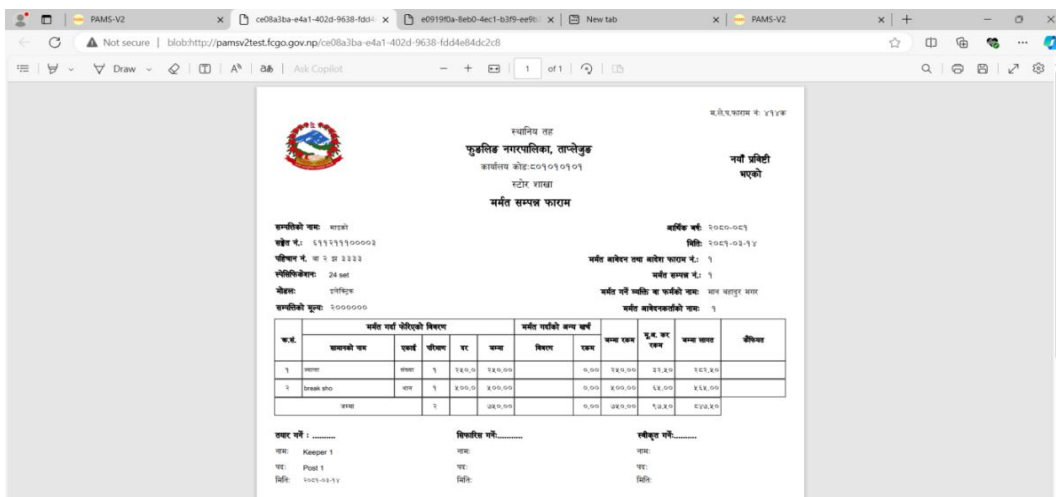 PAMS-V2
ce08a3ba-e4a1-402d-9638-fdd4
e0919f0a-8eb0-4ec1-b3f9-ee9b
New tab
PAMS-V2
Not secure | blob:http://pamsv2test.fcgo.gov.np/ce08a3ba-e4a1-402d-9638-fdd4e84dc2c8
Draw
Ask Copilot
1 of 1
म.ले.प.फाराम नं: ४१४क
स्थानिय तह
फुङलिङ नगरपालिका, ताप्लेजुङ
कार्यालय कोड:८०१०१०१०१
स्टोर शाखा
मर्मत सम्पन्न फाराम
नयाँ प्रविष्टी
भएको
सम्पतिको नामः माइको
आर्थिक बर्षः २०८०-०८१
सङ्केत नं.: ६११२१११००००३
मितिः २०८१-०३-१४
पहिचान नं. बा २ झ ३३३३
मर्मत आबेदन तथा आदेश फाराम नं.: १
स्पेसिफिकेशनः 24 set
मर्मत सम्पन्न नं.: १
मोडलः इलेक्ट्रिक
मर्मत गर्ने व्यक्ति वा फर्मको नामः मान बहादुर मगर
सम्पतिको मूल्यः २००००००
मर्मत आबेदनकर्ताको नामः १
क्र.सं. मर्मत गर्दा फेरिएको बिबरण मर्मत गर्दाको अन्य खर्च जम्मा रकम मू.अ. कर रकम जम्मा लागत कैफियत
सामानको नाम एकाई परिमाण दर जम्मा बिबरण रकम
१ संख्या १ २५०.० २५०.०० ०.०० २५०.०० ३२.५० २८२.५०
२ break sho थान १ ५००.० ५००.०० ०.०० ५००.०० ६५.०० ५६५.००
जम्मा २ ७५०.०० ०.०० ७५०.०० ९७.५० ८४७.५०
तयार गर्ने : ..........
सिफारिस गर्ने:...........
स्वीकृत गर्ने:..........
नामः Keeper 1
नामः
नामः
पदः Post 1
पदः
पदः
मितिः २०८१-०३-१४
मितिः
मितिः